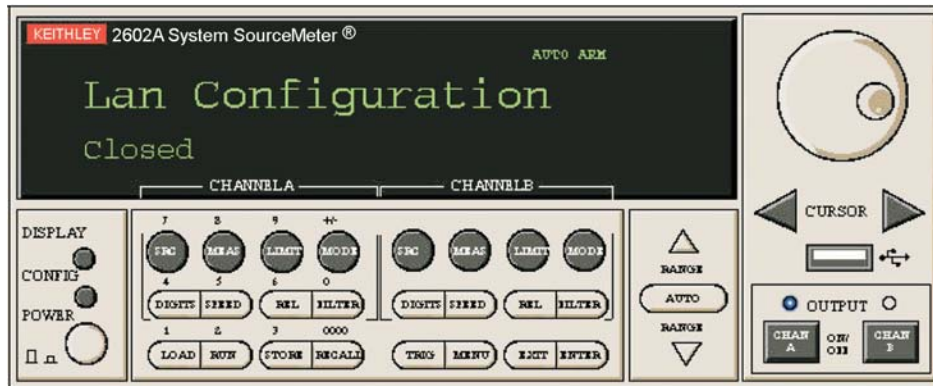 KEITHLEY 2602A System SourceMeter ®
AUTO ARM
Lan Configuration
Closed
CHANNELA CHANNELB
DISPLAY
CONFIG
POWER
7 8 9 +/-
SRC MEAS LIMIT MODE SRC MEAS LIMIT MODE
4 5 6 0
DIGITS SPEED REL FILTER DIGITS SPEED REL FILTER
1 2 3 0000
LOAD RUN STORE RECALL TRIG MENU EXIT ENTER
RANGE
AUTO
RANGE
CURSOR
OUTPUT
CHAN A ON/OFF CHAN B